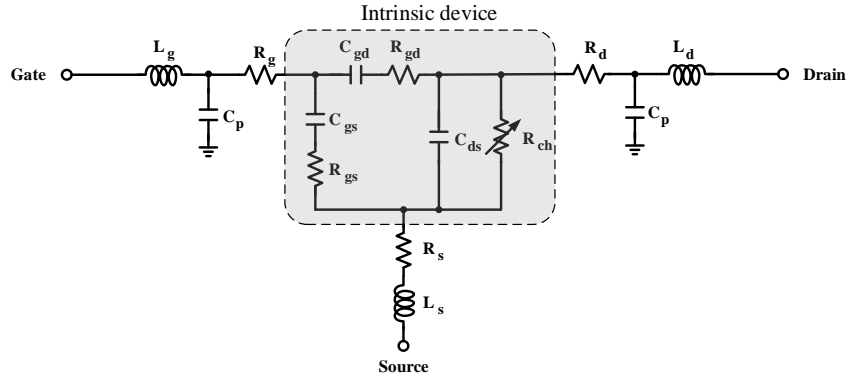 Intrinsic device
Gate
L g
C p
R g
C gd
R gd
C gs
R gs
C ds
R ch
R d
C p
L d
Drain
R s
L s
Source